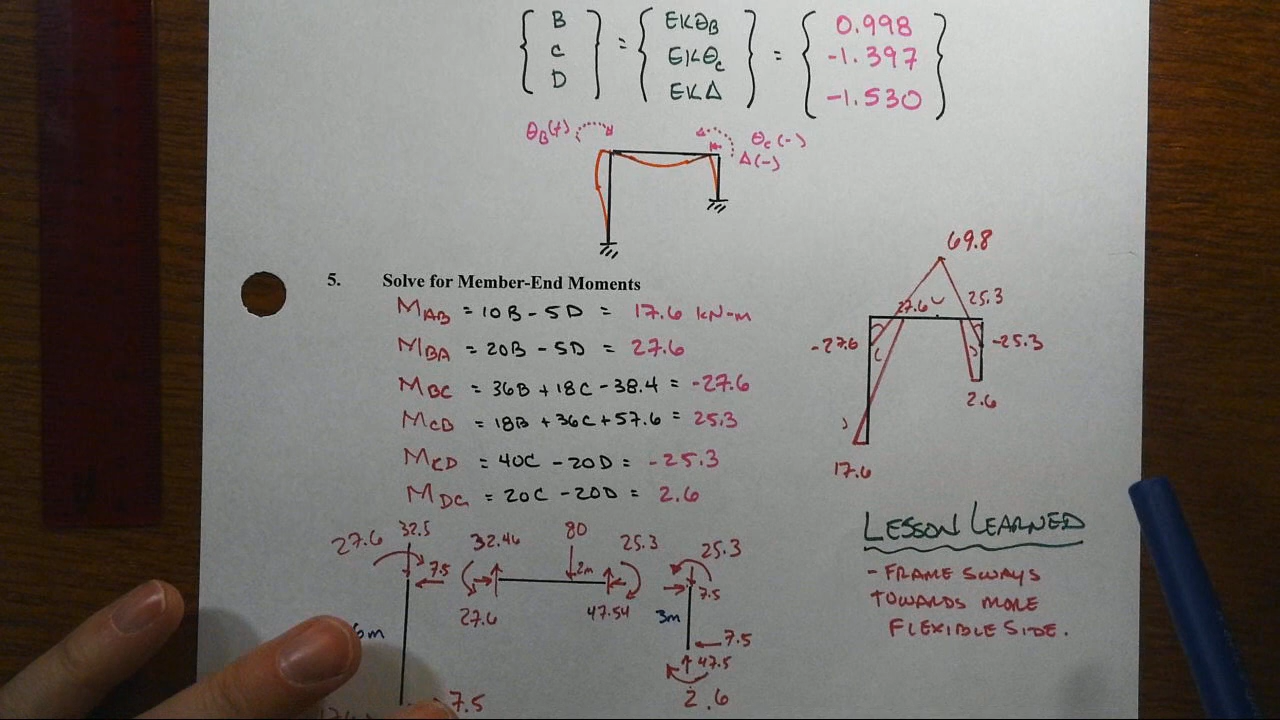 { B C D } = { EKΘB EKΘC EKΔ } = { 0.998 -1.397 -1.530 }
ΘB(+)
ΘC(-)
Δ(-)
5. Solve for Member-End Moments
MAB = 10B - 5D = 17.6 KN-m
MBA = 20B - 5D = 27.6
MBC = 36B + 18C - 38.4 = -27.6
MCB = 18B + 36C + 57.6 = 25.3
MCD = 40C - 20D = -25.3
MDC = 20C - 20D = 2.6
69.8
27.6 25.3
-27.6 -25.3
2.6
17.6
LESSON LEARNED
- FRAME SWAYS
TOWARDS MORE
FLEXIBLE SIDE.
27.6 32.5 32.46 80 25.3 25.3
7.5 2m 7.5
27.6 47.54 3m
6m 7.5
47.5
7.5 2.6